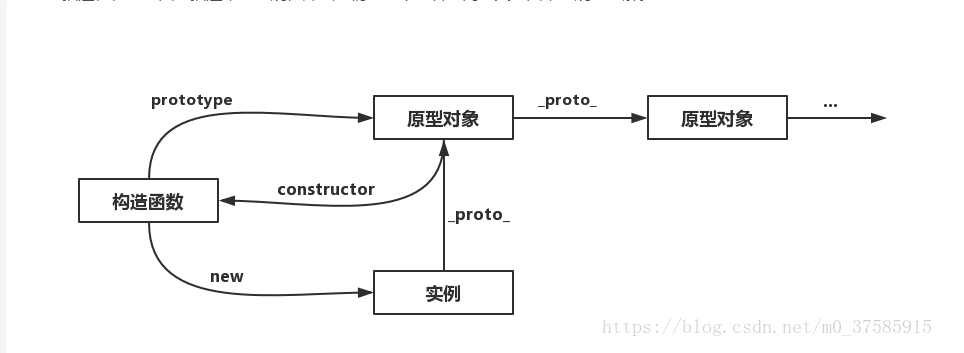 prototype
_proto_
...
原型对象
原型对象
constructor
构造函数
_proto_
new
实例
https://blog.csdn.net/m0_37585915